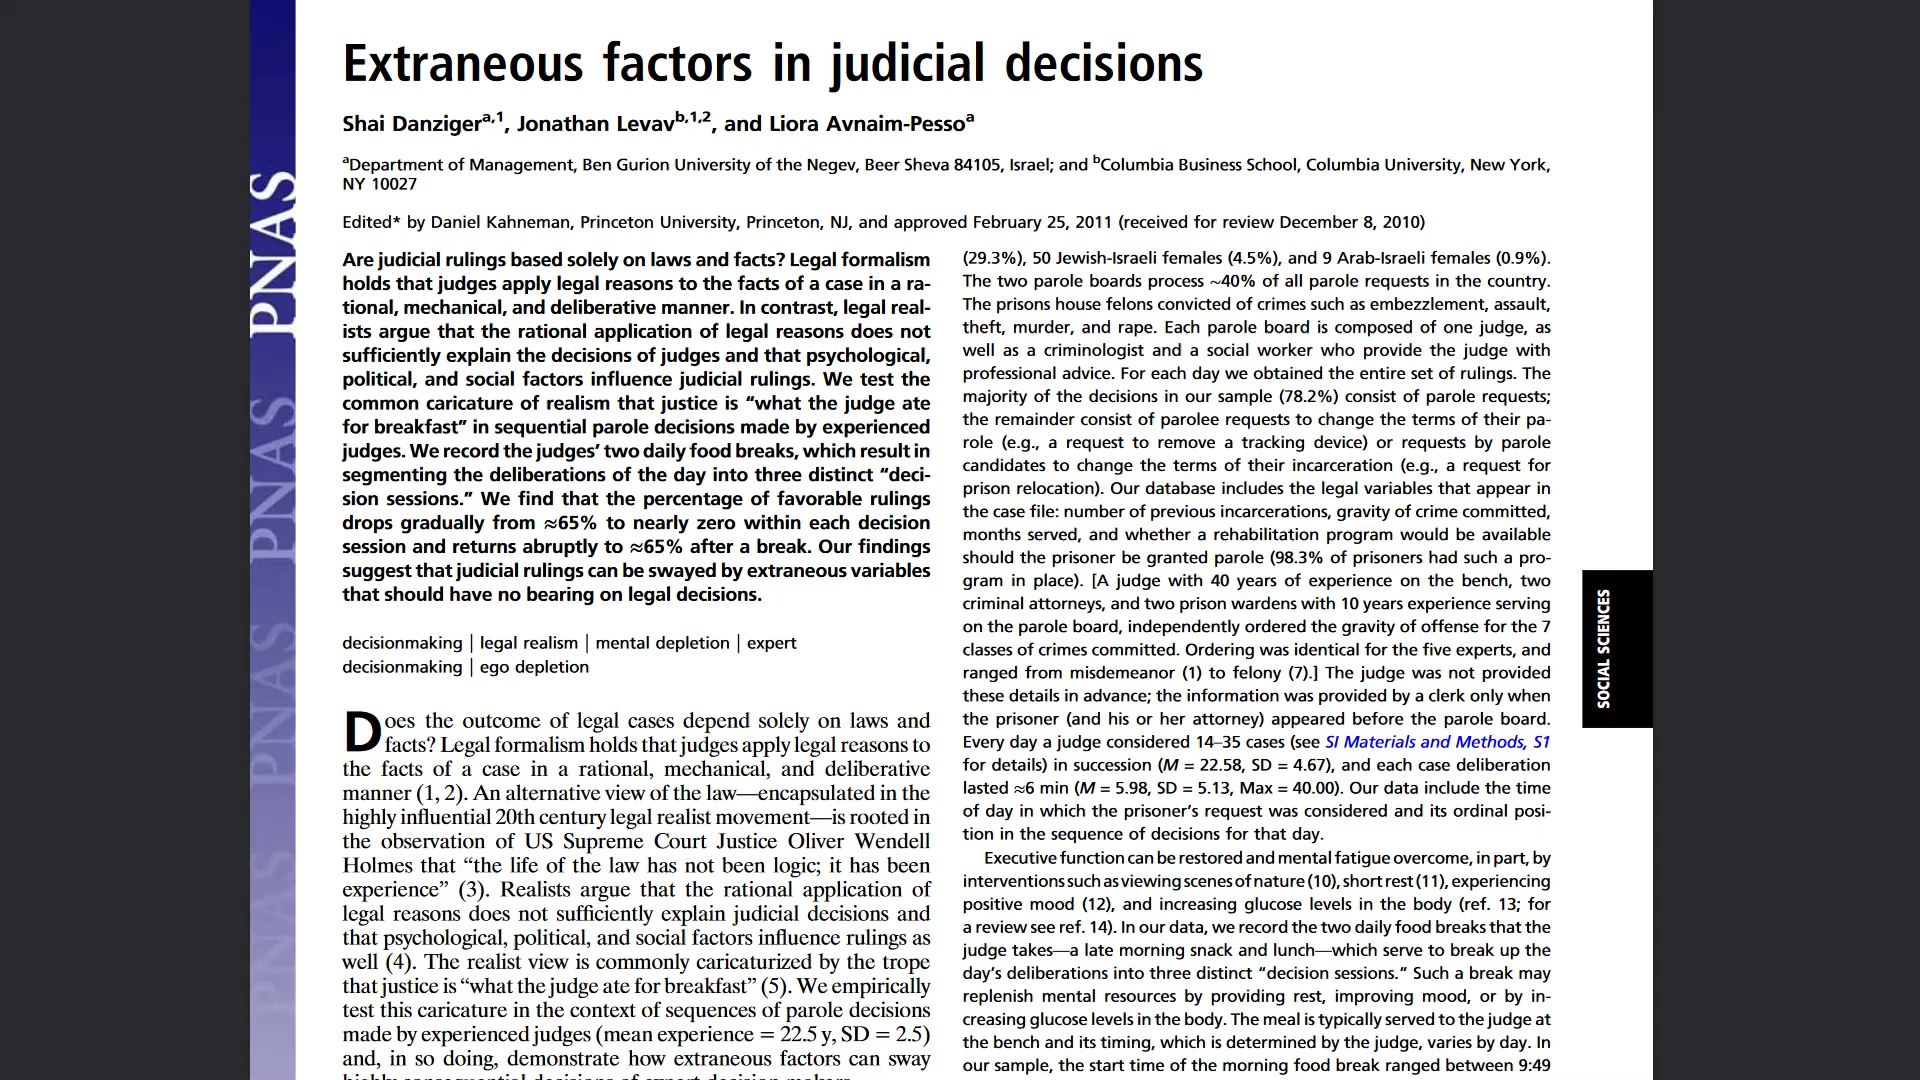 PNAS PNAS PNAS PNAS
Extraneous factors in judicial decisions
Shai Danzigera,1, Jonathan Levavb,1,2, and Liora Avnaim-Pessoa
aDepartment of Management, Ben Gurion University of the Negev, Beer Sheva 84105, Israel; and bColumbia Business School, Columbia University, New York,
NY 10027
Edited* by Daniel Kahneman, Princeton University, Princeton, NJ, and approved February 25, 2011 (received for review December 8, 2010)
Are judicial rulings based solely on laws and facts? Legal formalism
holds that judges apply legal reasons to the facts of a case in a ra-
tional, mechanical, and deliberative manner. In contrast, legal real-
ists argue that the rational application of legal reasons does not
sufficiently explain the decisions of judges and that psychological,
political, and social factors influence judicial rulings. We test the
common caricature of realism that justice is “what the judge ate
for breakfast” in sequential parole decisions made by experienced
judges. We record the judges’ two daily food breaks, which result in
segmenting the deliberations of the day into three distinct “deci-
sion sessions.” We find that the percentage of favorable rulings
drops gradually from ≈65% to nearly zero within each decision
session and returns abruptly to ≈65% after a break. Our findings
suggest that judicial rulings can be swayed by extraneous variables
that should have no bearing on legal decisions.
decisionmaking | legal realism | mental depletion | expert
decisionmaking | ego depletion
Does the outcome of legal cases depend solely on laws and
facts? Legal formalism holds that judges apply legal reasons to
the facts of a case in a rational, mechanical, and deliberative
manner (1, 2). An alternative view of the law—encapsulated in the
highly influential 20th century legal realist movement—is rooted in
the observation of US Supreme Court Justice Oliver Wendell
Holmes that “the life of the law has not been logic; it has been
experience” (3). Realists argue that the rational application of
legal reasons does not sufficiently explain judicial decisions and
that psychological, political, and social factors influence rulings as
well (4). The realist view is commonly caricaturized by the trope
that justice is “what the judge ate for breakfast” (5). We empirically
test this caricature in the context of sequences of parole decisions
made by experienced judges (mean experience = 22.5 y, SD = 2.5)
and, in so doing, demonstrate how extraneous factors can sway
(29.3%), 50 Jewish-Israeli females (4.5%), and 9 Arab-Israeli females (0.9%).
The two parole boards process ~40% of all parole requests in the country.
The prisons house felons convicted of crimes such as embezzlement, assault,
theft, murder, and rape. Each parole board is composed of one judge, as
well as a criminologist and a social worker who provide the judge with
professional advice. For each day we obtained the entire set of rulings. The
majority of the decisions in our sample (78.2%) consist of parole requests;
the remainder consist of parolee requests to change the terms of their pa-
role (e.g., a request to remove a tracking device) or requests by parole
candidates to change the terms of their incarceration (e.g., a request for
prison relocation). Our database includes the legal variables that appear in
the case file: number of previous incarcerations, gravity of crime committed,
months served, and whether a rehabilitation program would be available
should the prisoner be granted parole (98.3% of prisoners had such a pro-
gram in place). [A judge with 40 years of experience on the bench, two
criminal attorneys, and two prison wardens with 10 years experience serving
on the parole board, independently ordered the gravity of offense for the 7
classes of crimes committed. Ordering was identical for the five experts, and
ranged from misdemeanor (1) to felony (7).] The judge was not provided
these details in advance; the information was provided by a clerk only when
the prisoner (and his or her attorney) appeared before the parole board.
Every day a judge considered 14–35 cases (see SI Materials and Methods, S1
for details) in succession (M = 22.58, SD = 4.67), and each case deliberation
lasted ≈6 min (M = 5.98, SD = 5.13, Max = 40.00). Our data include the time
of day in which the prisoner’s request was considered and its ordinal posi-
tion in the sequence of decisions for that day.
Executive function can be restored and mental fatigue overcome, in part, by
interventions such as viewing scenes of nature (10), short rest (11), experiencing
positive mood (12), and increasing glucose levels in the body (ref. 13; for
a review see ref. 14). In our data, we record the two daily food breaks that the
judge takes—a late morning snack and lunch—which serve to break up the
day’s deliberations into three distinct “decision sessions.” Such a break may
replenish mental resources by providing rest, improving mood, or by in-
creasing glucose levels in the body. The meal is typically served to the judge at
the bench and its timing, which is determined by the judge, varies by day. In
our sample, the start time of the morning food break ranged between 9:49
SOCIAL SCIENCES